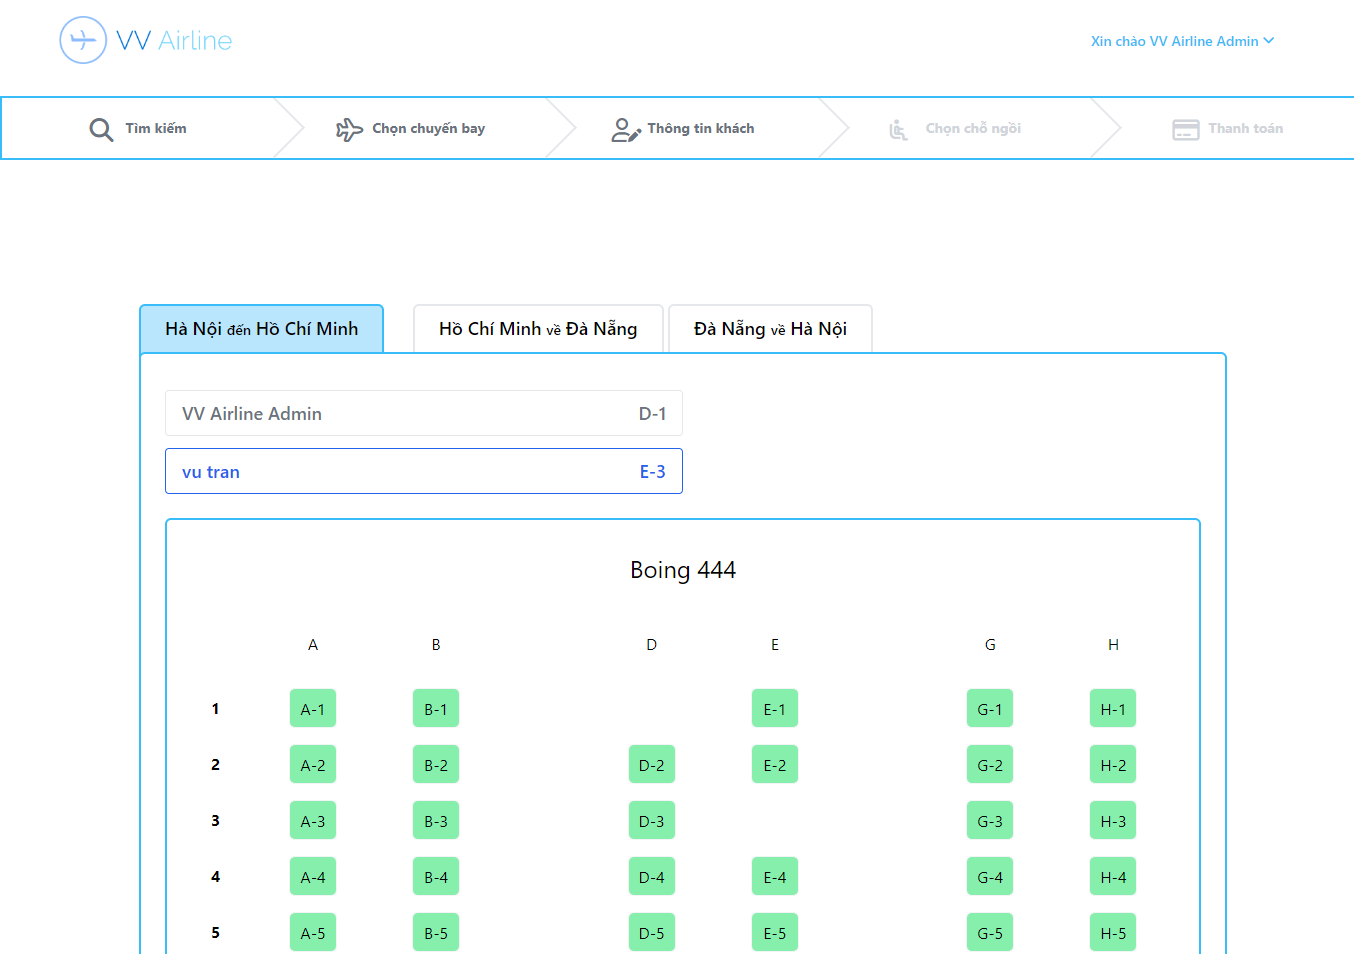 VV Airline
Xin chào VV Airline Admin
Tìm kiếm
Chọn chuyến bay
Thông tin khách
Chọn chỗ ngồi
Thanh toán
Hà Nội đến Hồ Chí Minh
Hồ Chí Minh về Đà Nẵng
Đà Nẵng về Hà Nội
VV Airline Admin D-1
vu tran E-3
Boing 444
A B D E G H
1 A-1 B-1 E-1 G-1 H-1
2 A-2 B-2 D-2 E-2 G-2 H-2
3 A-3 B-3 D-3 G-3 H-3
4 A-4 B-4 D-4 E-4 G-4 H-4
5 A-5 B-5 D-5 E-5 G-5 H-5